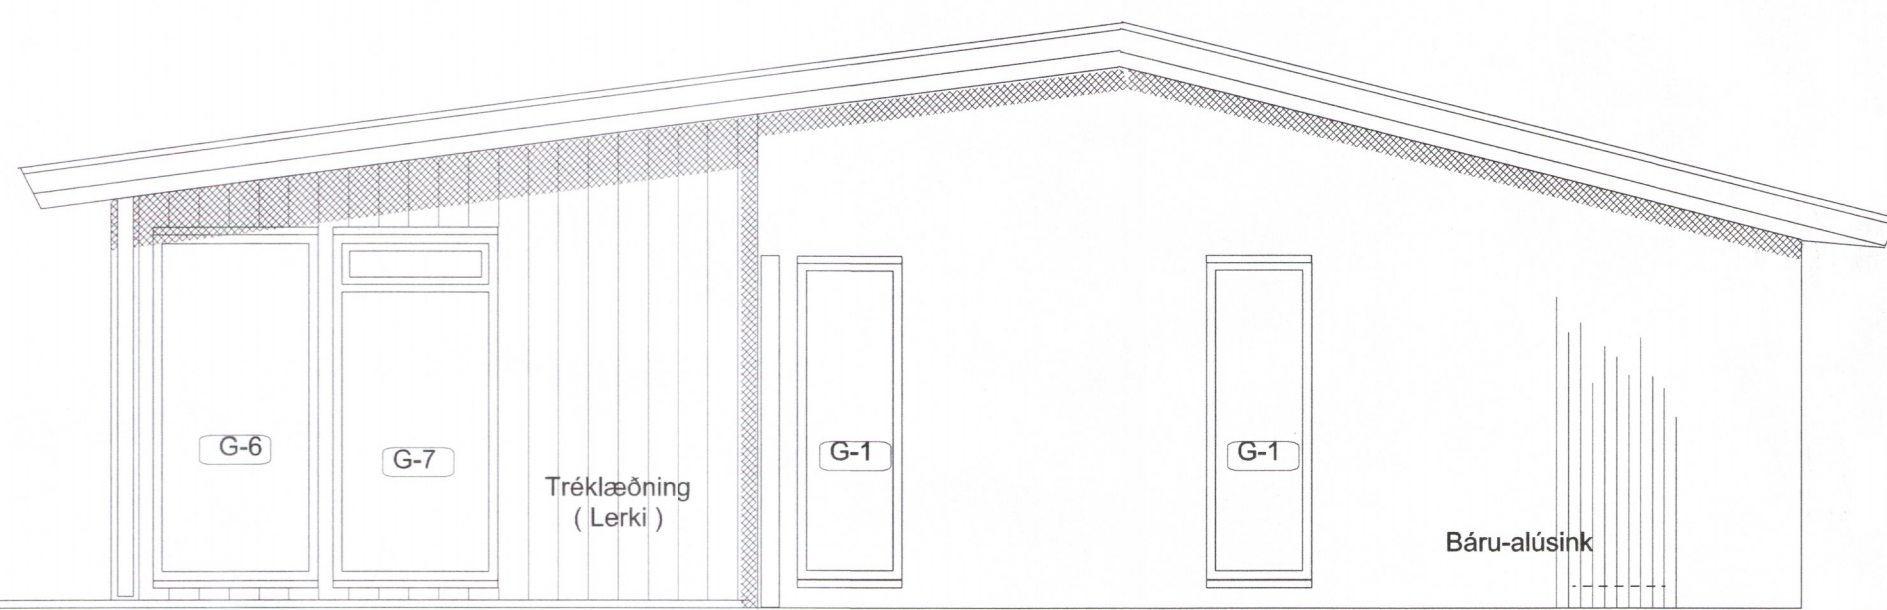 G-6
G-7
Tréklæðning
( Lerki )
G-1
G-1
Báru-alúsink